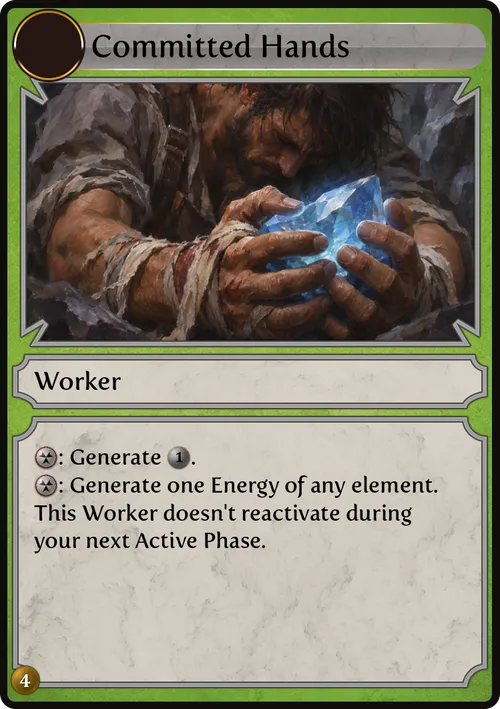 Committed Hands
Worker
: Generate 1.
: Generate one Energy of any element.
This Worker doesn't reactivate during
your next Active Phase.
4